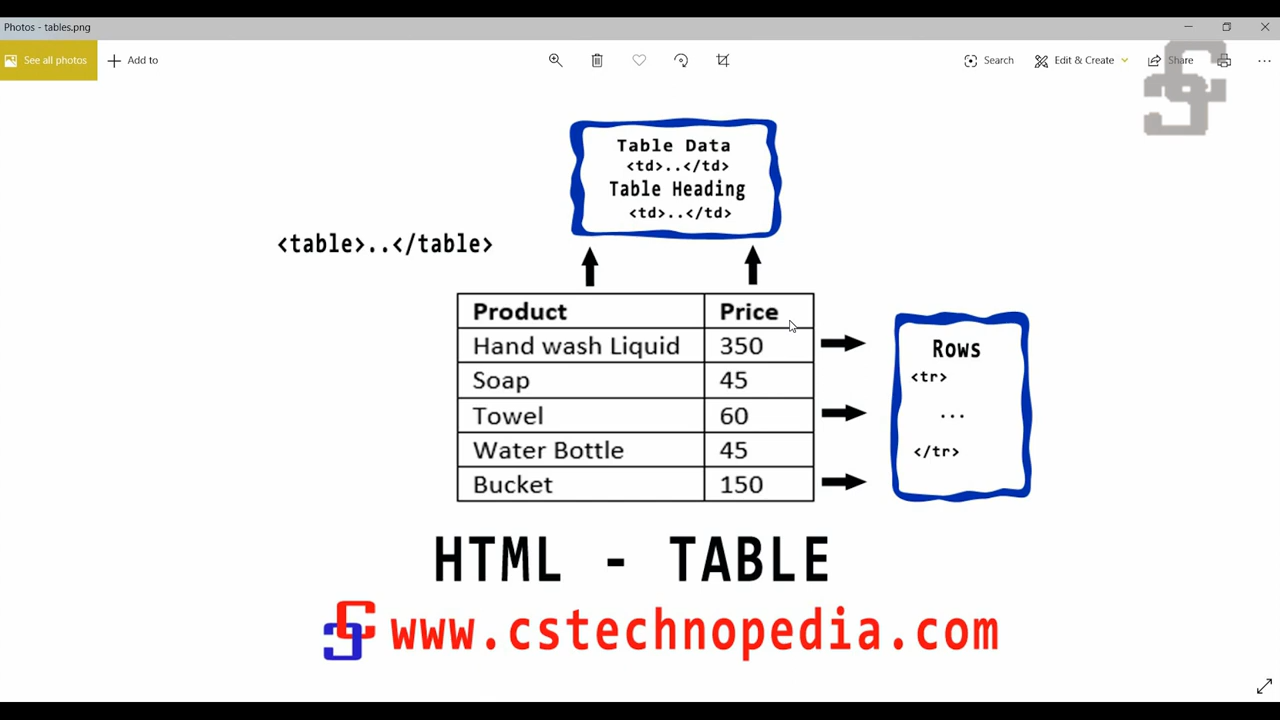 Photos - tables.png
See all photos
Add to
Search
Edit & Create
Share
Table Data
<td>..</td>
Table Heading
<td>..</td>
<table>..</table>
Product Price
Hand wash Liquid 350
Soap 45
Towel 60
Water Bottle 45
Bucket 150
Rows
<tr>
...
</tr>
HTML - TABLE
www.cstechnopedia.com